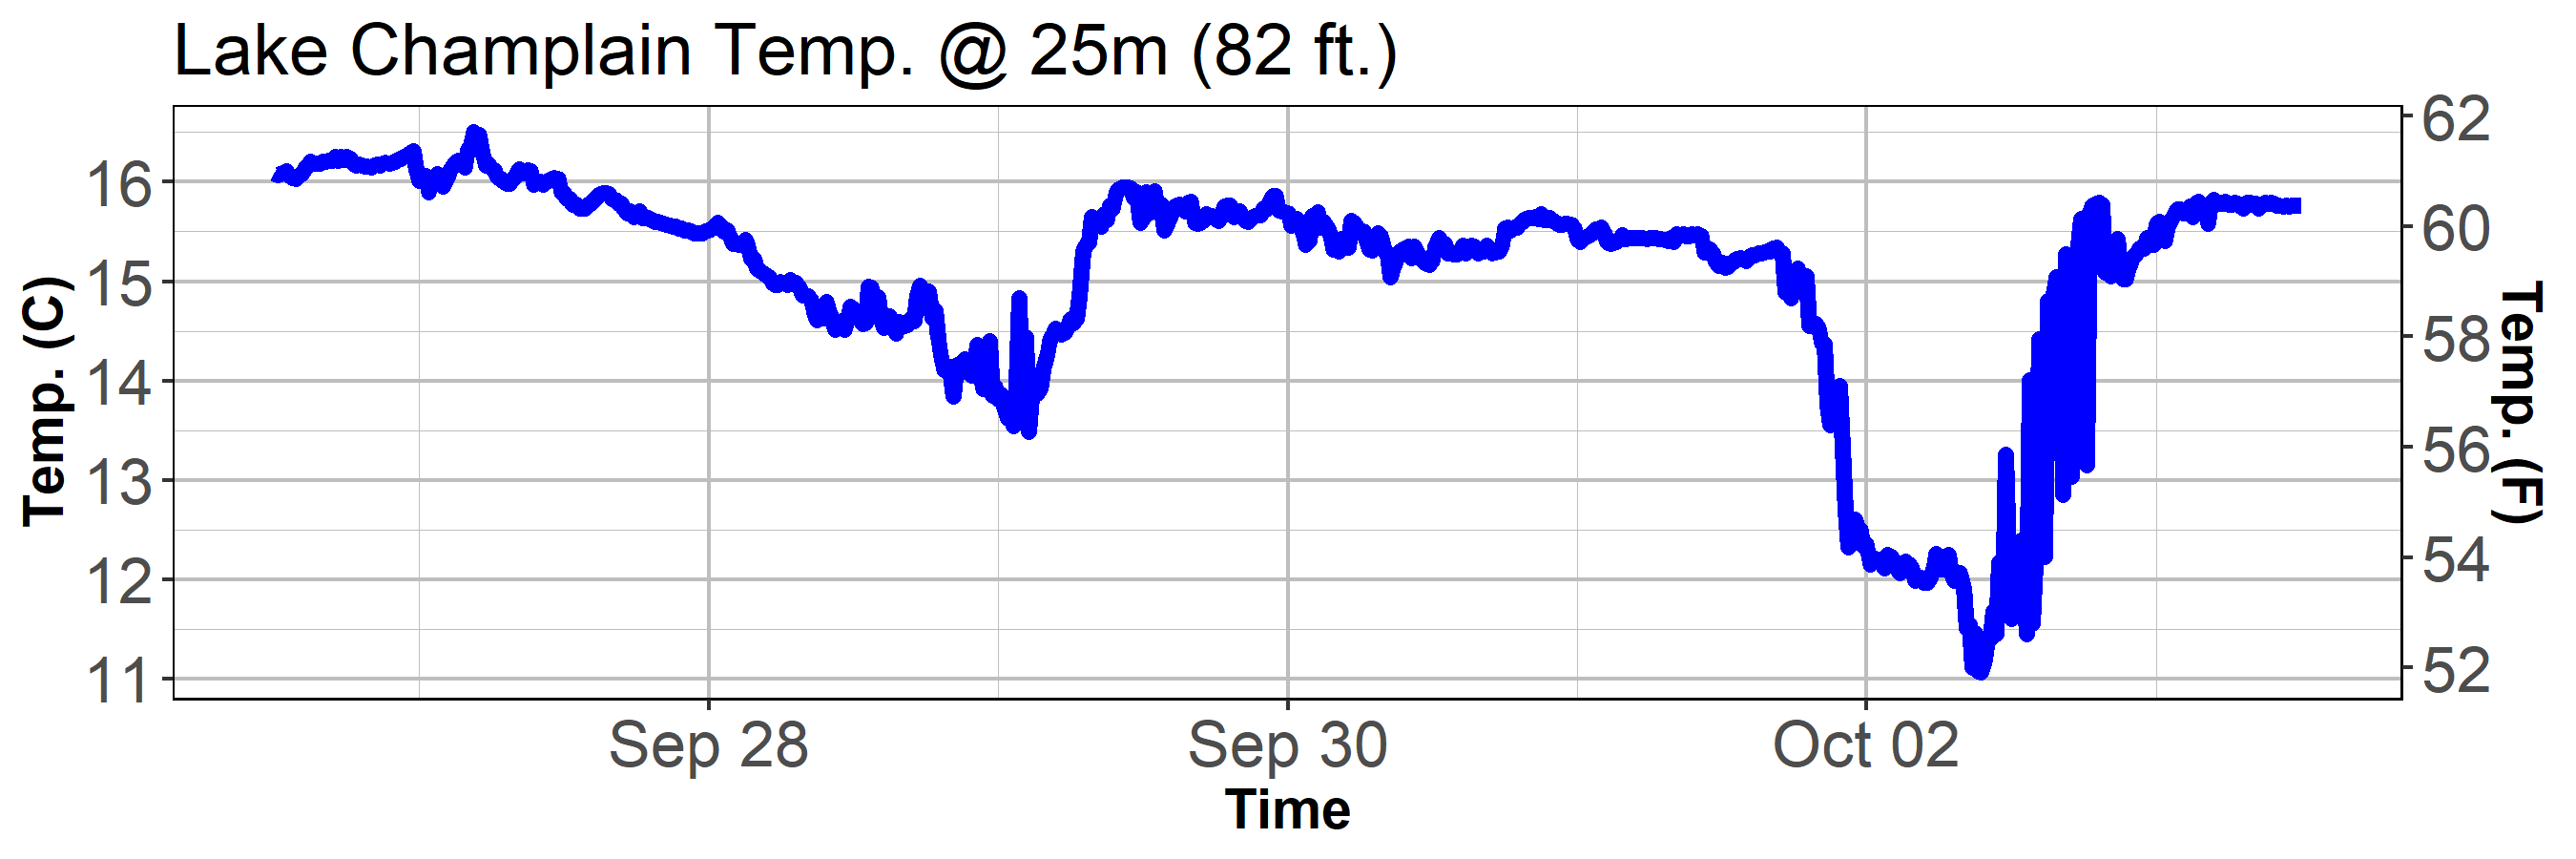 Lake Champlain Temp. @ 25m (82 ft.)
Temp. (C)
16
15
14
13
12
11
62
60
58
56
54
52
Temp. (F)
Sep 28 Sep 30 Oct 02
Time